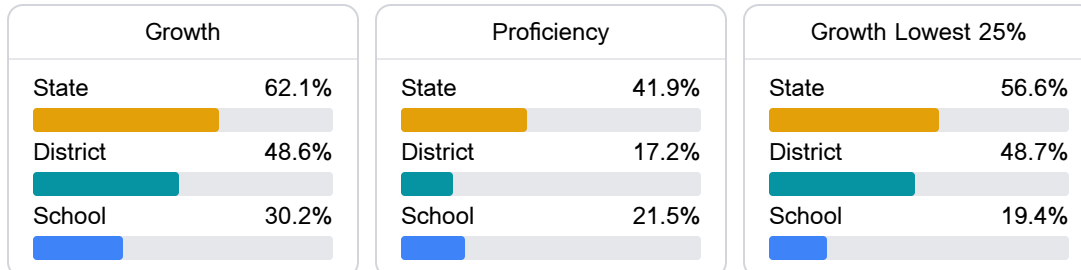 Growth
State 62.1%
District 48.6%
School 30.2%
Proficiency
State 41.9%
District 17.2%
School 21.5%
Growth Lowest 25%
State 56.6%
District 48.7%
School 19.4%